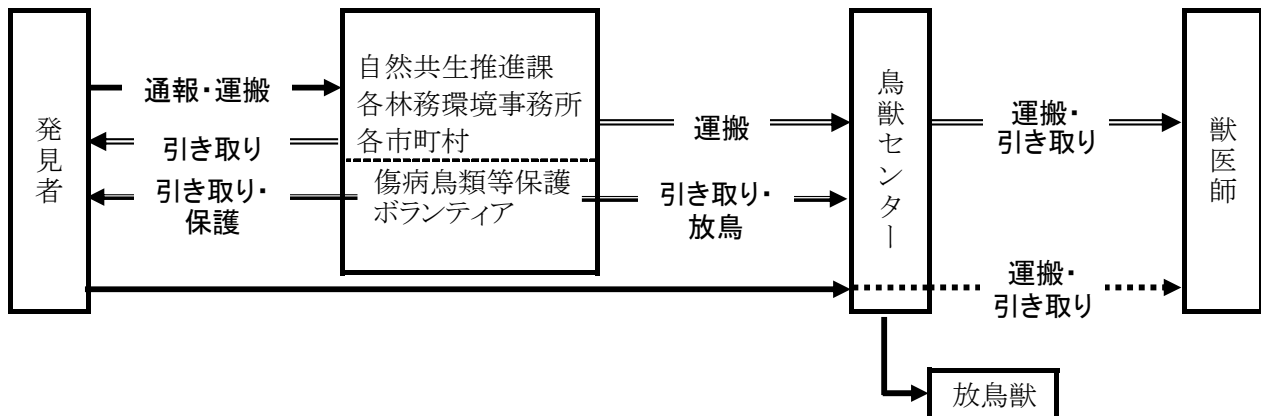 発見者
通報・運搬
引き取り
引き取り・
保護
自然共生推進課
各林務環境事務所
各市町村
傷病鳥類等保護
ボランティア
運搬
引き取り・
放鳥
鳥獣センター
運搬・
引き取り
運搬・
引き取り
獣医師
放鳥獣